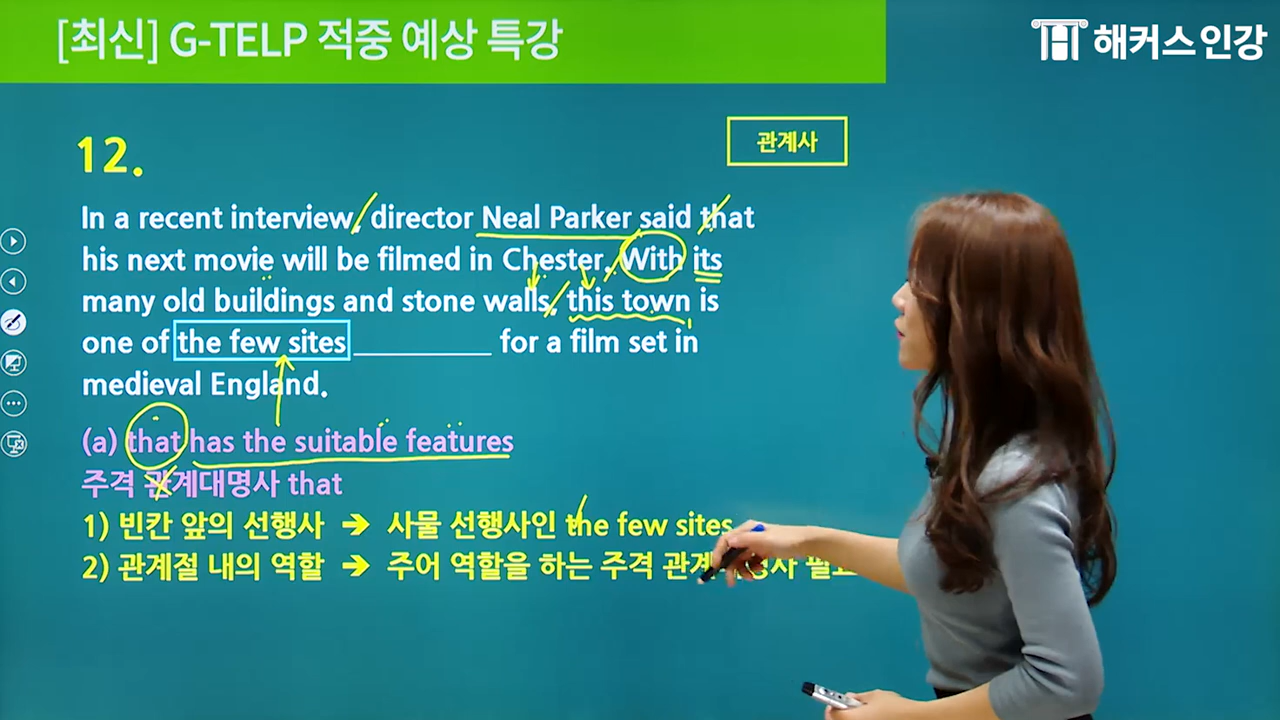 [최신] G-TELP 적중 예상 특강
해커스인강
관계사
12.
In a recent interview, director Neal Parker said that
his next movie will be filmed in Chester. With its
many old buildings and stone walls, this town is
one of the few sites __________ for a film set in
medieval England.
(a) that has the suitable features
주격 관계대명사 that
1) 빈칸 앞의 선행사 ➔ 사물 선행사인 the few sites
2) 관계절 내의 역할 ➔ 주어 역할을 하는 주격